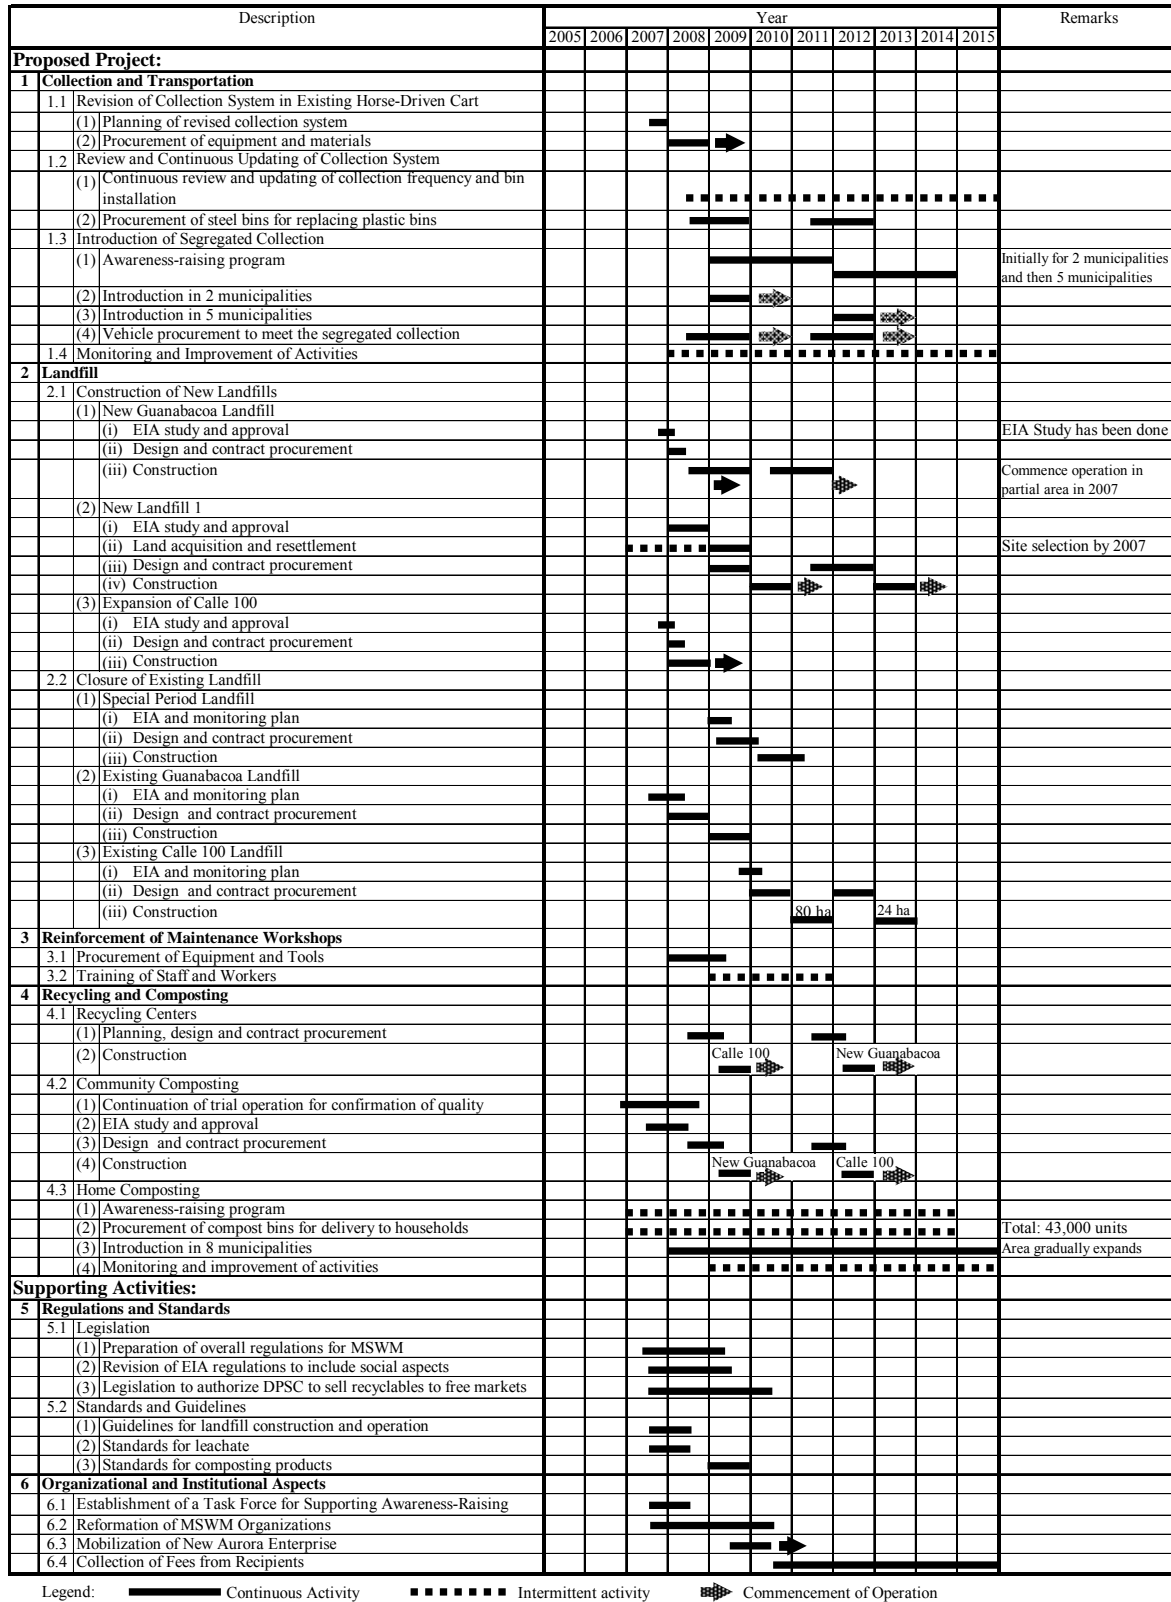 Description Year Remarks
2005 2006 2007 2008 2009 2010 2011 2012 2013 2014 2015
Proposed Project:
1 Collection and Transportation
1.1 Revision of Collection System in Existing Horse-Driven Cart
(1) Planning of revised collection system
(2) Procurement of equipment and materials
1.2 Review and Continuous Updating of Collection System
(1) Continuous review and updating of collection frequency and bin
installation
(2) Procurement of steel bins for replacing plastic bins
1.3 Introduction of Segregated Collection
(1) Awareness-raising program Initially for 2 municipalities
and then 5 municipalities
(2) Introduction in 2 municipalities
(3) Introduction in 5 municipalities
(4) Vehicle procurement to meet the segregated collection
1.4 Monitoring and Improvement of Activities
2 Landfill
2.1 Construction of New Landfills
(1) New Guanabacoa Landfill
(i) EIA study and approval EIA Study has been done
(ii) Design and contract procurement
(iii) Construction Commence operation in
partial area in 2007
(2) New Landfill 1
(i) EIA study and approval
(ii) Land acquisition and resettlement Site selection by 2007
(iii) Design and contract procurement
(iv) Construction
(3) Expansion of Calle 100
(i) EIA study and approval
(ii) Design and contract procurement
(iii) Construction
2.2 Closure of Existing Landfill
(1) Special Period Landfill
(i) EIA and monitoring plan
(ii) Design and contract procurement
(iii) Construction
(2) Existing Guanabacoa Landfill
(i) EIA and monitoring plan
(ii) Design and contract procurement
(iii) Construction
(3) Existing Calle 100 Landfill
(i) EIA and monitoring plan
(ii) Design and contract procurement
(iii) Construction 80 ha 24 ha
3 Reinforcement of Maintenance Workshops
3.1 Procurement of Equipment and Tools
3.2 Training of Staff and Workers
4 Recycling and Composting
4.1 Recycling Centers
(1) Planning, design and contract procurement
(2) Construction Calle 100 New Guanabacoa
4.2 Community Composting
(1) Continuation of trial operation for confirmation of quality
(2) EIA study and approval
(3) Design and contract procurement
(4) Construction New Guanabacoa Calle 100
4.3 Home Composting
(1) Awareness-raising program
(2) Procurement of compost bins for delivery to households Total: 43,000 units
(3) Introduction in 8 municipalities Area gradually expands
(4) Monitoring and improvement of activities
Supporting Activities:
5 Regulations and Standards
5.1 Legislation
(1) Preparation of overall regulations for MSWM
(2) Revision of EIA regulations to include social aspects
(3) Legislation to authorize DPSC to sell recyclables to free markets
5.2 Standards and Guidelines
(1) Guidelines for landfill construction and operation
(2) Standards for leachate
(3) Standards for composting products
6 Organizational and Institutional Aspects
6.1 Establishment of a Task Force for Supporting Awareness-Raising
6.2 Reformation of MSWM Organizations
6.3 Mobilization of New Aurora Enterprise
6.4 Collection of Fees from Recipients
Legend: Continuous Activity Intermittent activity Commencement of Operation